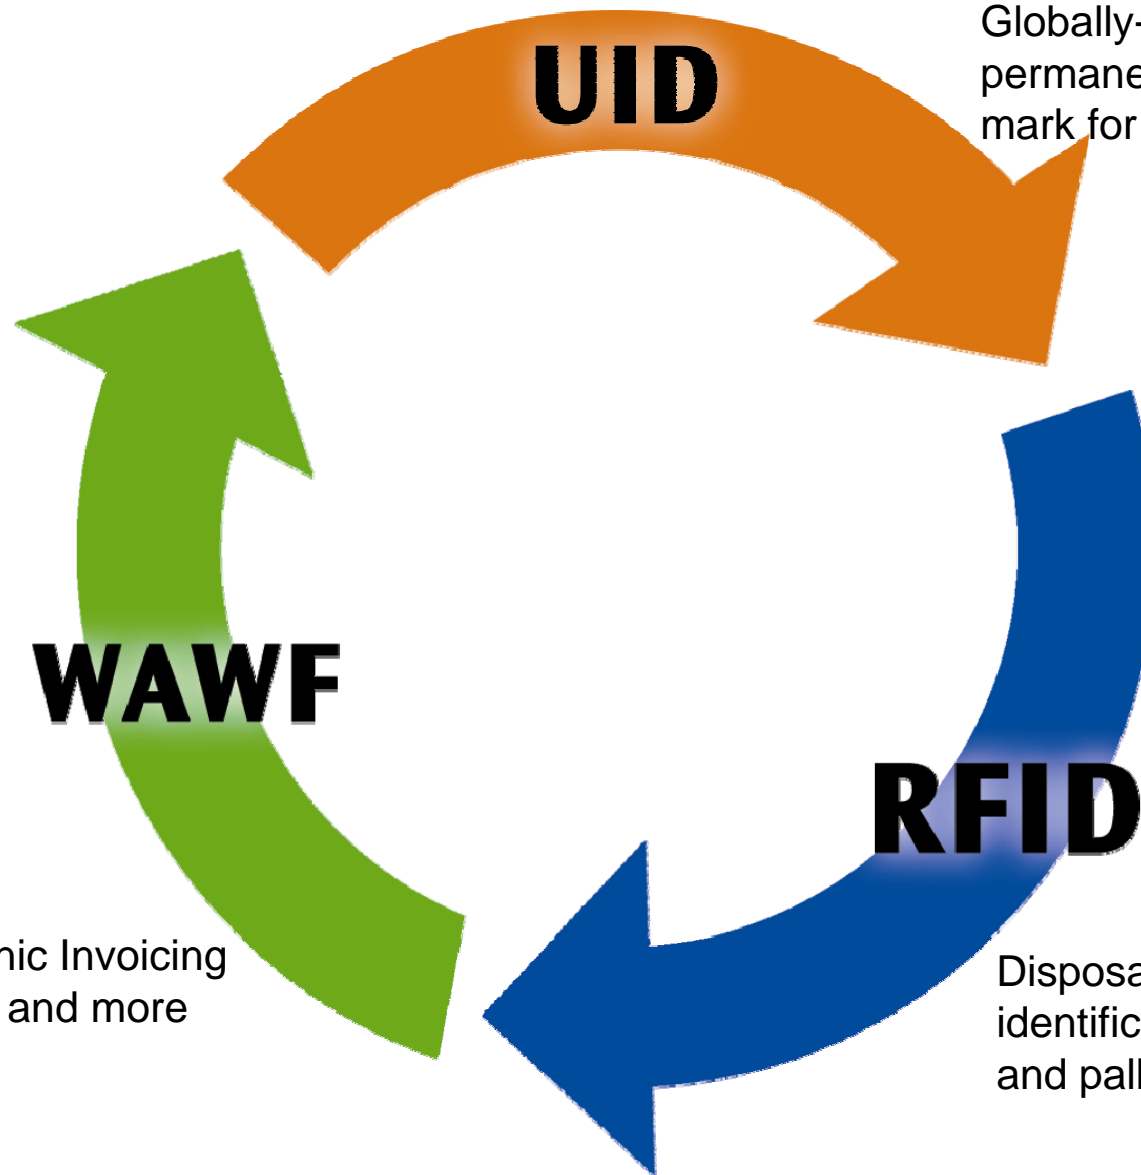 Globally-
permane
mark for
UID
WAWF
RFID
nic Invoicing
and more
Disposa
identific
and pall